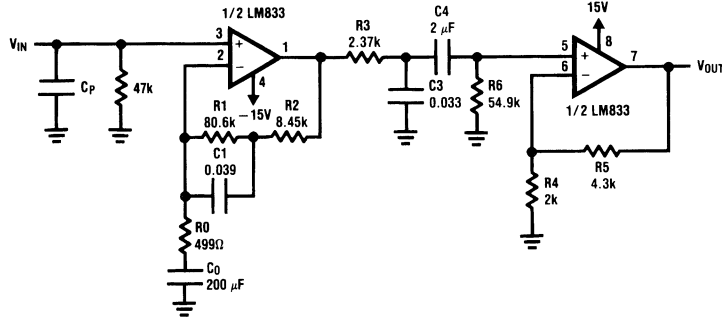 1/2 LM833
VIN
3
+
2
−
1
4
−15V
CP
47k
R1
80.6k
R2
8.45k
C1
0.039
R0
499Ω
C0
200 μF
R3
2.37k
C4
2 μF
C3
0.033
R6
54.9k
15V
8
5
+
6
−
7
VOUT
1/2 LM833
R5
4.3k
R4
2k